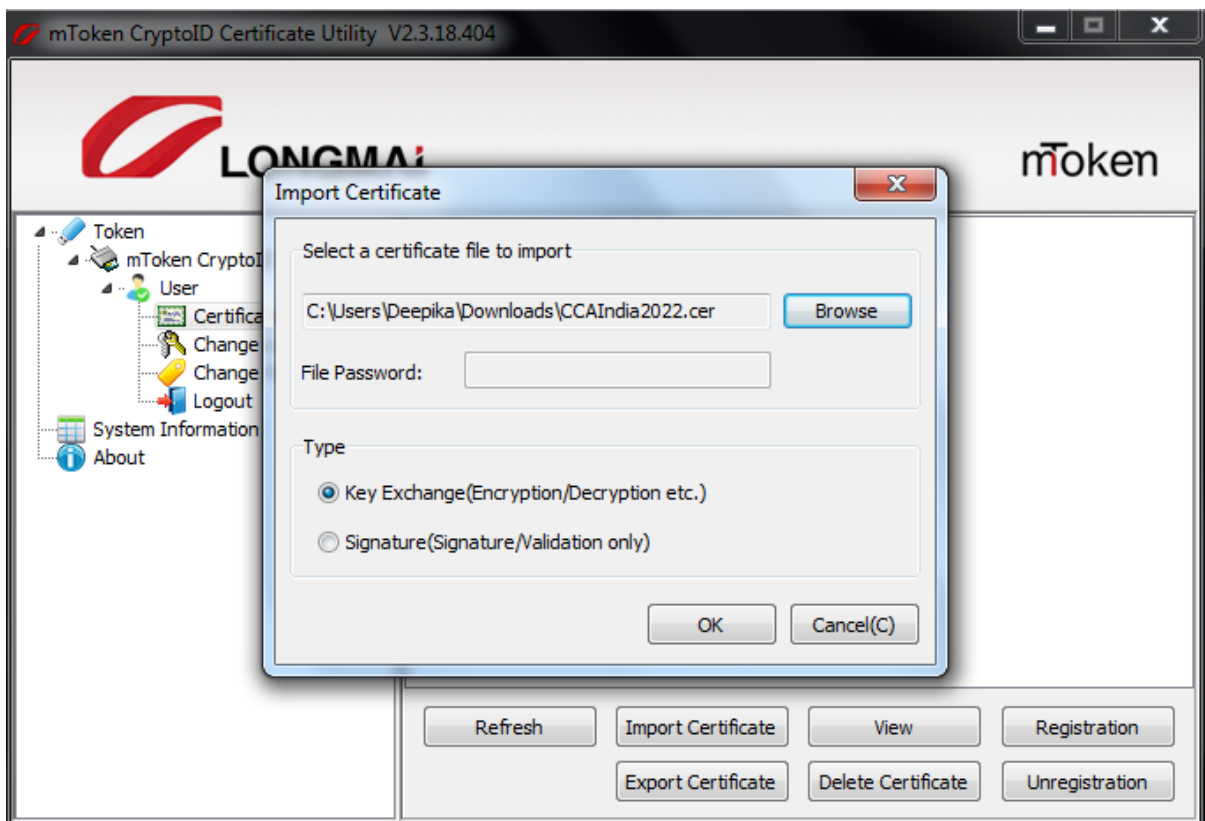 mToken CryptoID Certificate Utility V2.3.18.404
LONGMAi
mToken
Import Certificate
Token
mToken CryptoI
User
Certifica
Change
Change
Logout
System Information
About
Select a certificate file to import
C:\Users\Deepika\Downloads\CCAIndia2022.cer
Browse
File Password:
Type
Key Exchange(Encryption/Decryption etc.)
Signature(Signature/Validation only)
OK
Cancel(C)
Refresh
Import Certificate
View
Registration
Export Certificate
Delete Certificate
Unregistration